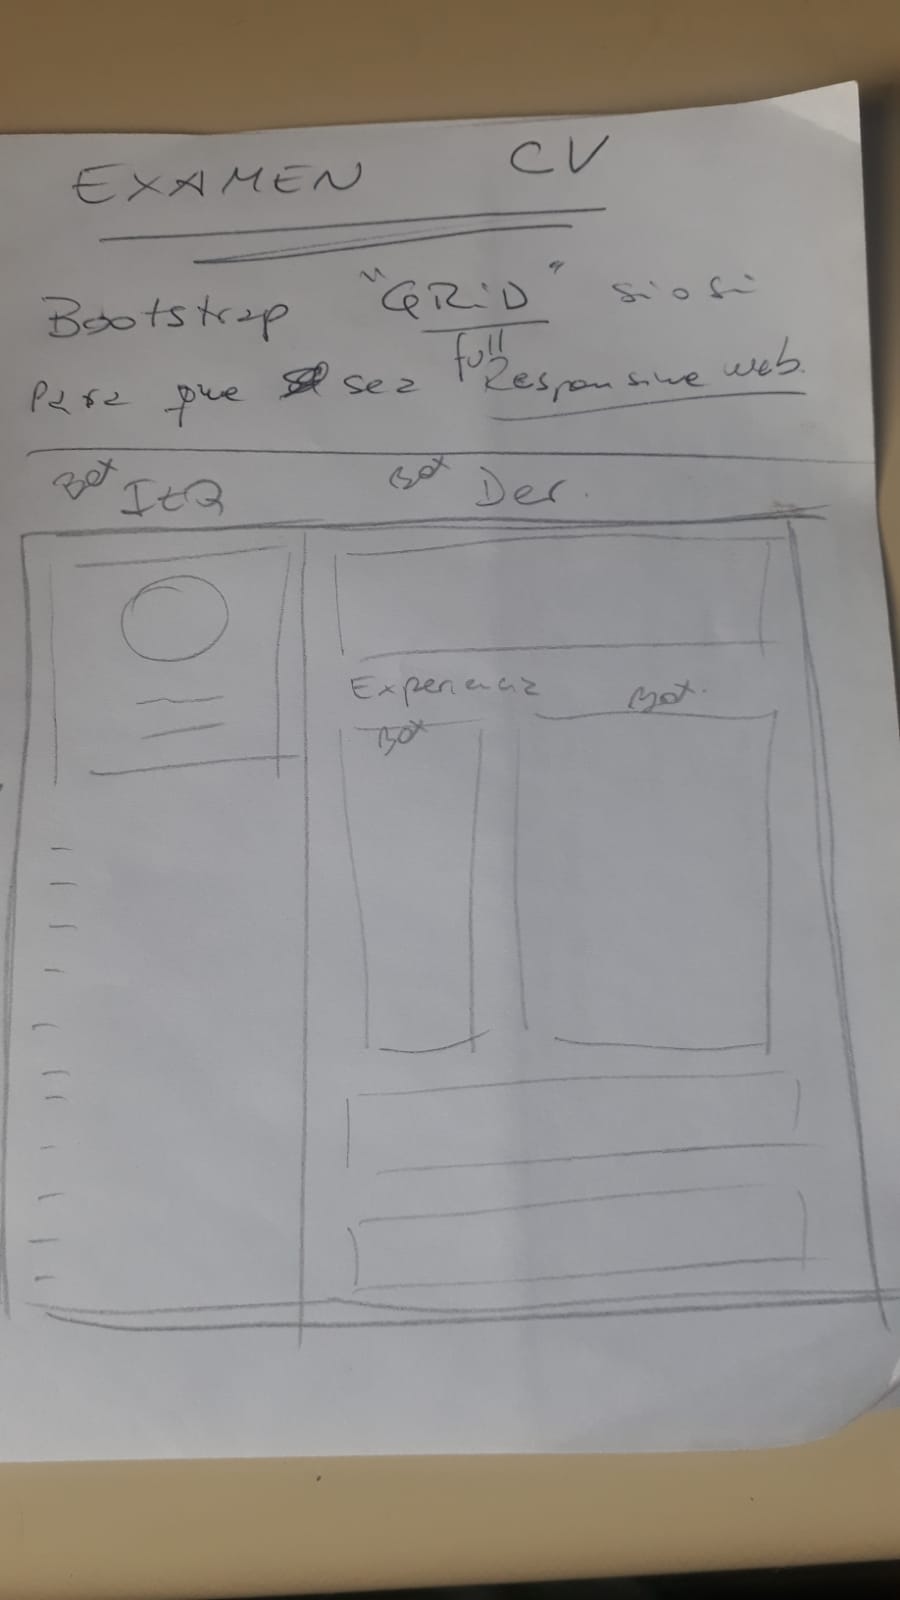 EXAMEN CV
Bootstrap "GRiD" si o si
full
Para que sea Responsive web.
Box Izq Box Der.
Experiencia
Box.
Box